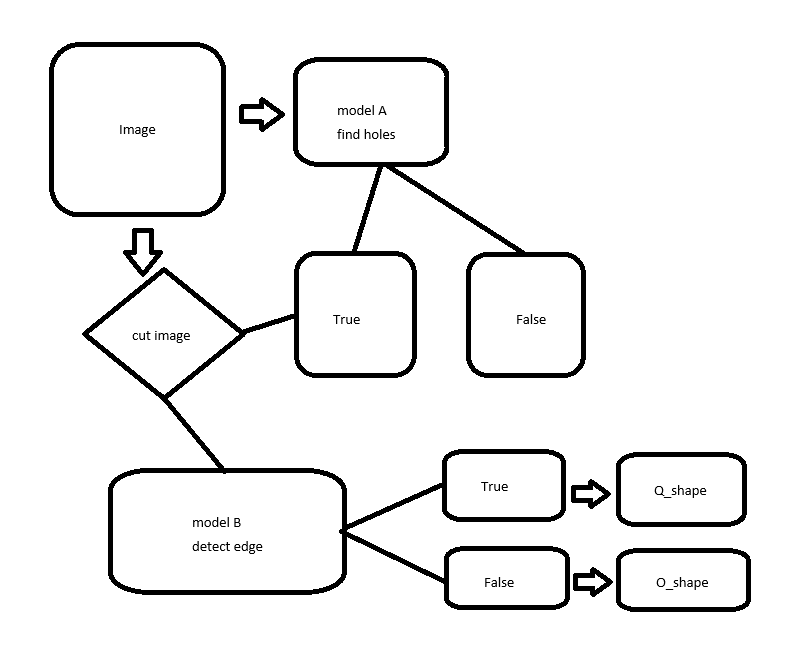 Image
model A
find holes
True
False
cut image
model B
detect edge
True
Q_shape
False
O_shape